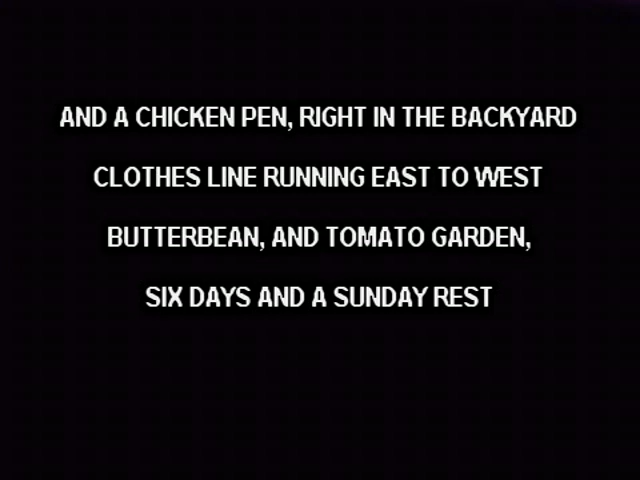 AND A CHICKEN PEN, RIGHT IN THE BACKYARD
CLOTHES LINE RUNNING EAST TO WEST
BUTTERBEAN, AND TOMATO GARDEN,
SIX DAYS AND A SUNDAY REST